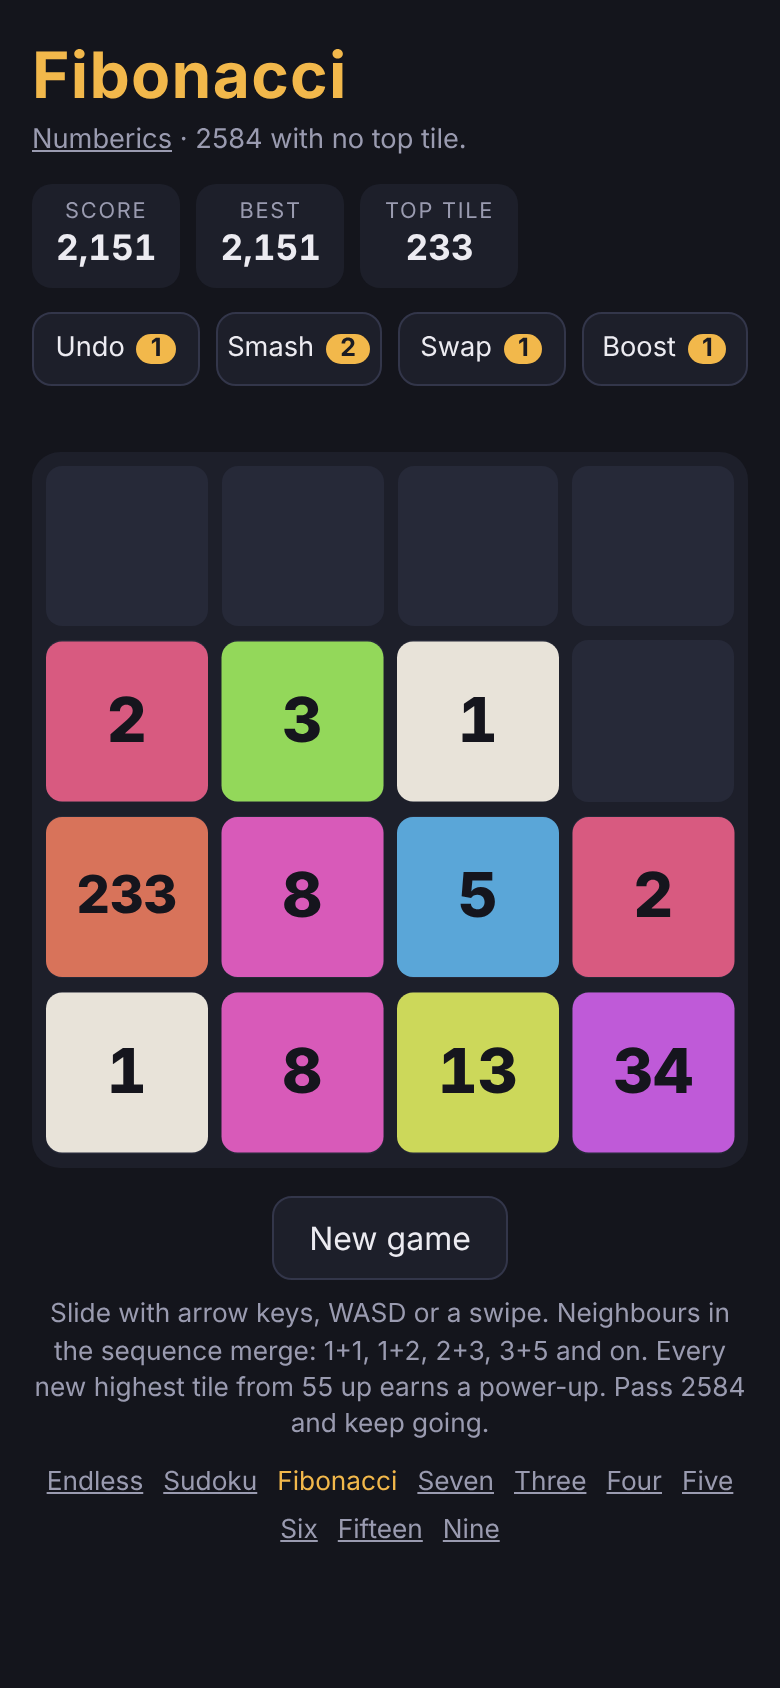 Fibonacci
Numberics · 2584 with no top tile.
SCORE BEST TOP TILE
2,151 2,151 233
Undo 1 Smash 2 Swap 1 Boost 1
2 3 1
233 8 5 2
1 8 13 34
New game
Slide with arrow keys, WASD or a swipe. Neighbours in
the sequence merge: 1+1, 1+2, 2+3, 3+5 and on. Every
new highest tile from 55 up earns a power-up. Pass 2584
and keep going.
Endless Sudoku Fibonacci Seven Three Four Five
Six Fifteen Nine